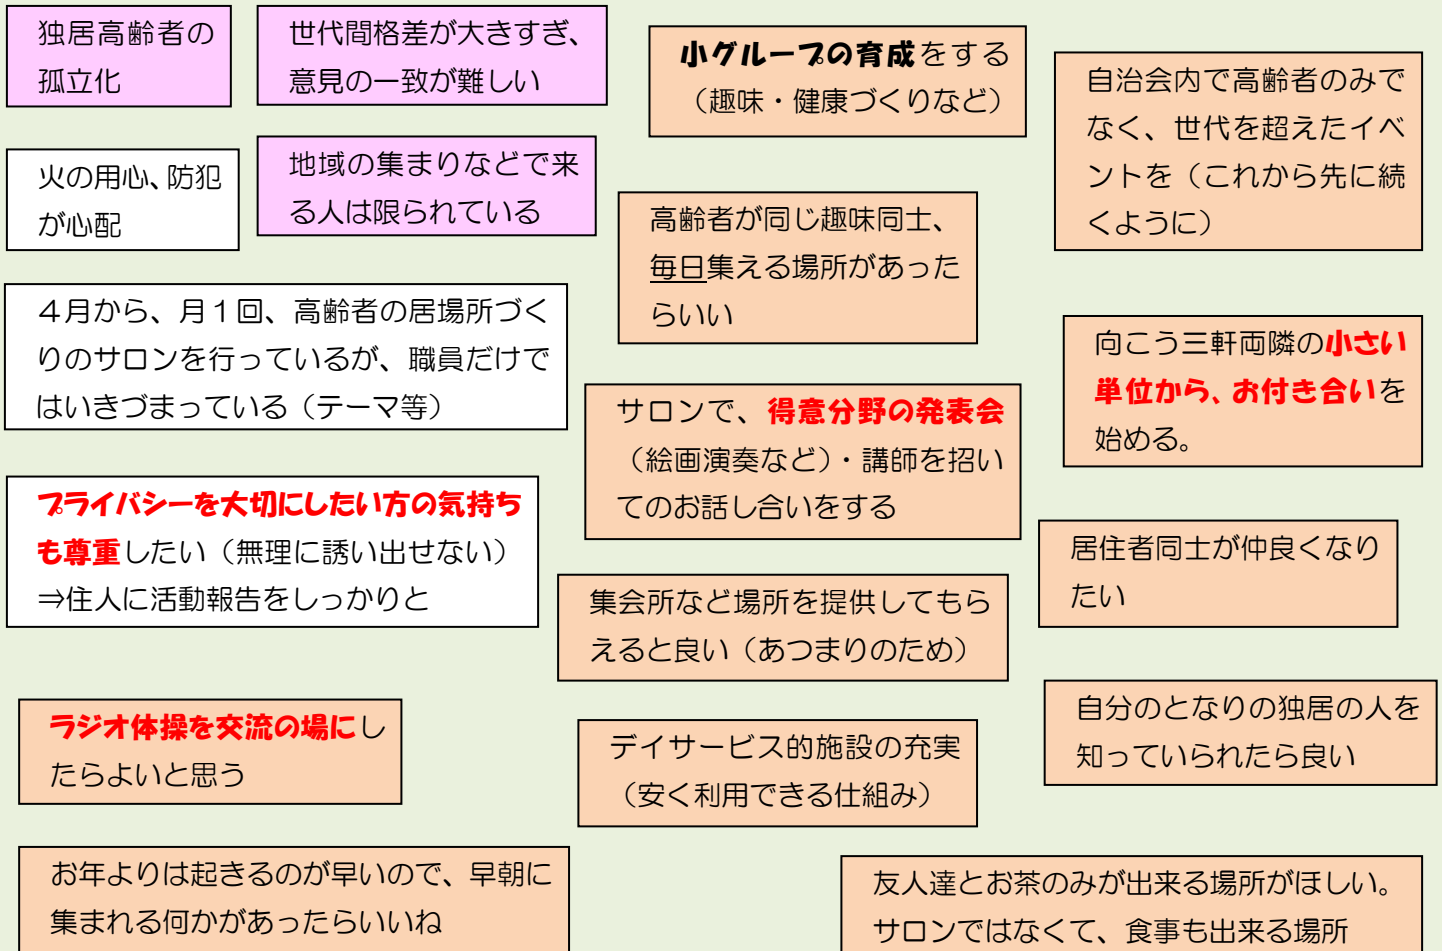 独居高齢者の
孤立化
世代間格差が大きすぎ、
意見の一致が難しい
小グループの育成をする
（趣味・健康づくりなど）
自治会内で高齢者のみで
なく、世代を超えたイベ
ントを（これから先に続
くように）
火の用心、防犯
が心配
地域の集まりなどで来
る人は限られている
高齢者が同じ趣味同士、
毎日集える場所があった
らいい
４月から、月１回、高齢者の居場所づく
りのサロンを行っているが、職員だけで
はいきづまっている（テーマ等）
向こう三軒両隣の小さい
単位から、お付き合いを
始める。
サロンで、得意分野の発表会
（絵画演奏など）・講師を招い
てのお話し合いをする
プライバシーを大切にしたい方の気持ち
も尊重したい（無理に誘い出せない）
⇒住人に活動報告をしっかりと
居住者同士が仲良くなり
たい
集会所など場所を提供してもら
えると良い（あつまりのため）
自分のとなりの独居の人を
知っていられたら良い
ラジオ体操を交流の場にし
たらよいと思う
デイサービス的施設の充実
（安く利用できる仕組み）
お年よりは起きるのが早いので、早朝に
集まれる何かがあったらいいね
友人達とお茶のみが出来る場所がほしい。
サロンではなくて、食事も出来る場所